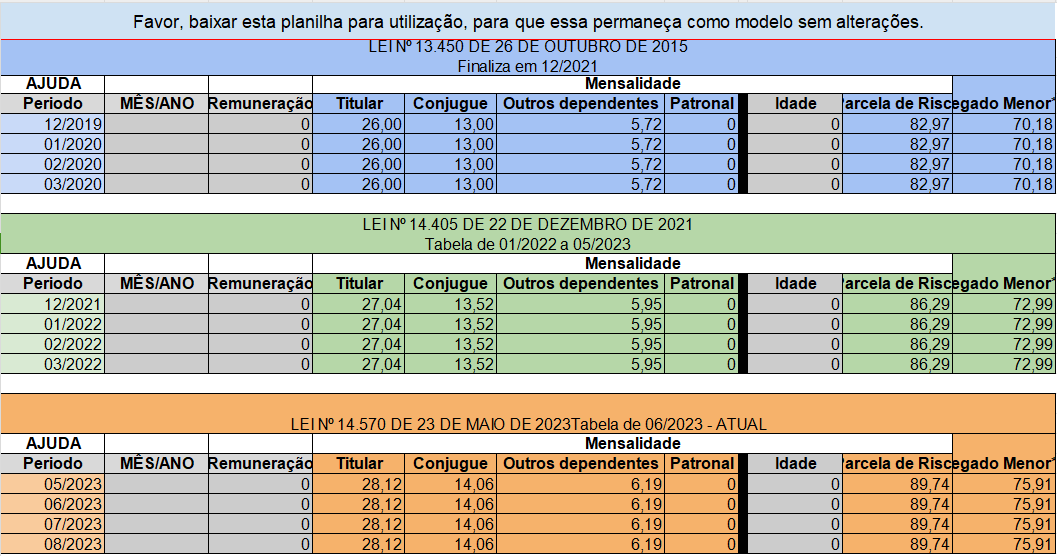 Favor, baixar esta planilha para utilização, para que essa permaneça como modelo sem alterações.
LEI Nº 13.450 DE 26 DE OUTUBRO DE 2015
Finaliza em 12/2021
AJUDA Mensalidade
Periodo MÊS/ANO Remuneração Titular Conjugue Outros dependentes Patronal Idade Parcela de Risc egado Menor*
12/2019 0 26,00 13,00 5,72 0 0 82,97 70,18
01/2020 0 26,00 13,00 5,72 0 0 82,97 70,18
02/2020 0 26,00 13,00 5,72 0 0 82,97 70,18
03/2020 0 26,00 13,00 5,72 0 0 82,97 70,18
LEI Nº 14.405 DE 22 DE DEZEMBRO DE 2021
Tabela de 01/2022 a 05/2023
AJUDA Mensalidade
Periodo MÊS/ANO Remuneração Titular Conjugue Outros dependentes Patronal Idade Parcela de Risc egado Menor*
12/2021 0 27,04 13,52 5,95 0 0 86,29 72,99
01/2022 0 27,04 13,52 5,95 0 0 86,29 72,99
02/2022 0 27,04 13,52 5,95 0 0 86,29 72,99
03/2022 0 27,04 13,52 5,95 0 0 86,29 72,99
LEI Nº 14.570 DE 23 DE MAIO DE 2023Tabela de 06/2023 - ATUAL
AJUDA Mensalidade
Periodo MÊS/ANO Remuneração Titular Conjugue Outros dependentes Patronal Idade Parcela de Risc egado Menor*
05/2023 0 28,12 14,06 6,19 0 0 89,74 75,91
06/2023 0 28,12 14,06 6,19 0 0 89,74 75,91
07/2023 0 28,12 14,06 6,19 0 0 89,74 75,91
08/2023 0 28,12 14,06 6,19 0 0 89,74 75,91